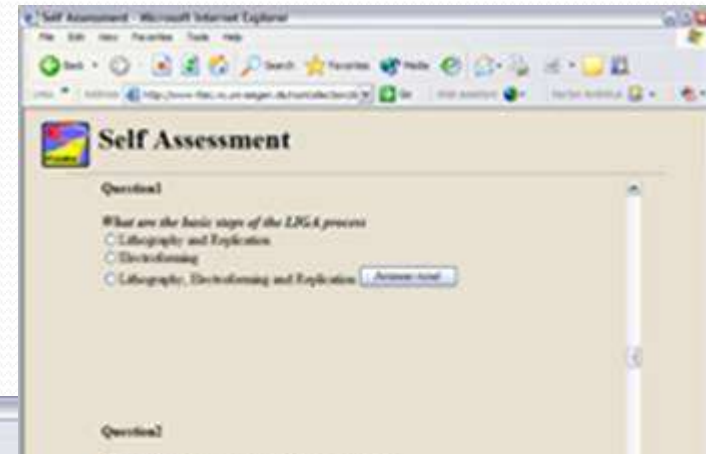 Self Assessment - Microsoft Internet Explorer
File Edit View Favorites Tools Help
Back Search Favorites Media
Links Address Go
Self Assessment
Question1
What are the basic steps of the LIGA process
Lithography and Replication
Electroforming
Lithography, Electroforming and Replication Answer now!
Question2